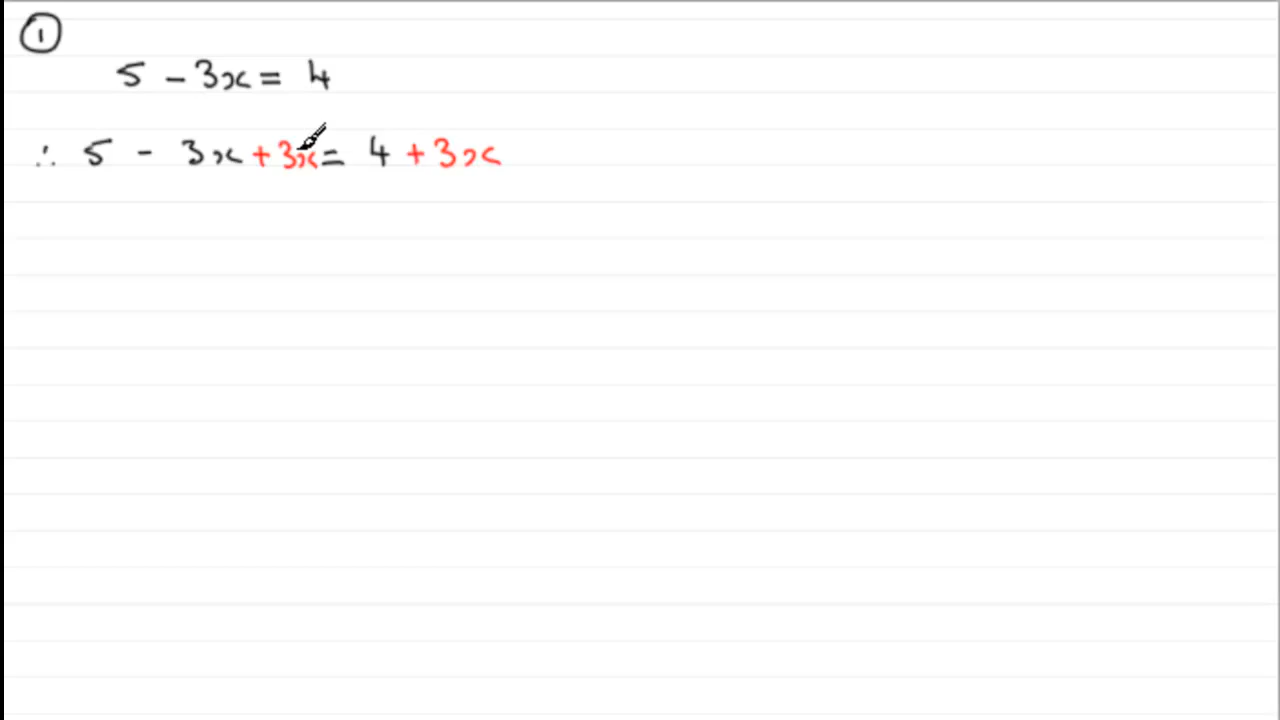 ①
5 - 3x = 4
∴ 5 - 3x + 3x = 4 + 3x